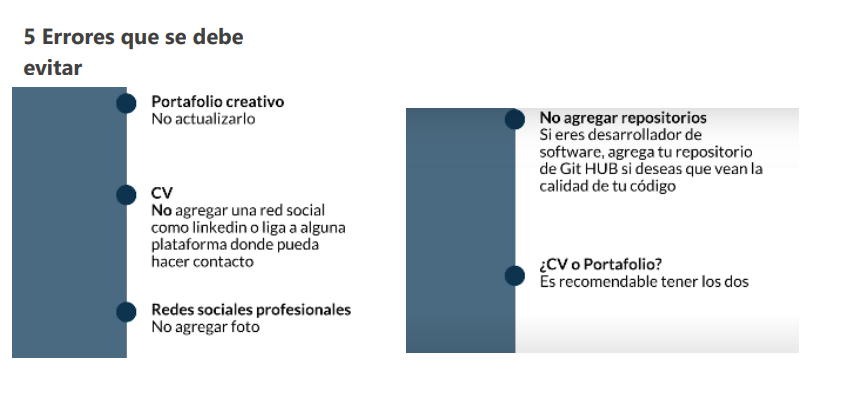 5 Errores que se debe
evitar
Portafolio creativo
No actualizarlo
CV
No agregar una red social
como linkedin o liga a alguna
plataforma donde pueda
hacer contacto
Redes sociales profesionales
No agregar foto
No agregar repositorios
Si eres desarrollador de
software, agrega tu repositorio
de Git HUB si deseas que vean la
calidad de tu código
¿CV o Portafolio?
Es recomendable tener los dos